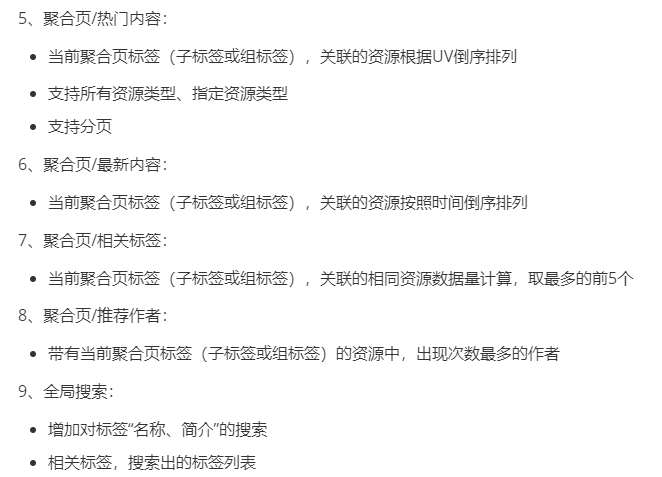 5、聚合页/热门内容：
当前聚合页标签（子标签或组标签），关联的资源根据UV倒序排列
支持所有资源类型、指定资源类型
支持分页
6、聚合页/最新内容：
当前聚合页标签（子标签或组标签），关联的资源按照时间倒序排列
7、聚合页/相关标签：
当前聚合页标签（子标签或组标签），关联的相同资源数据量计算，取最多的前5个
8、聚合页/推荐作者：
带有当前聚合页标签（子标签或组标签）的资源中，出现次数最多的作者
9、全局搜索：
增加对标签“名称、简介”的搜索
相关标签，搜索出的标签列表